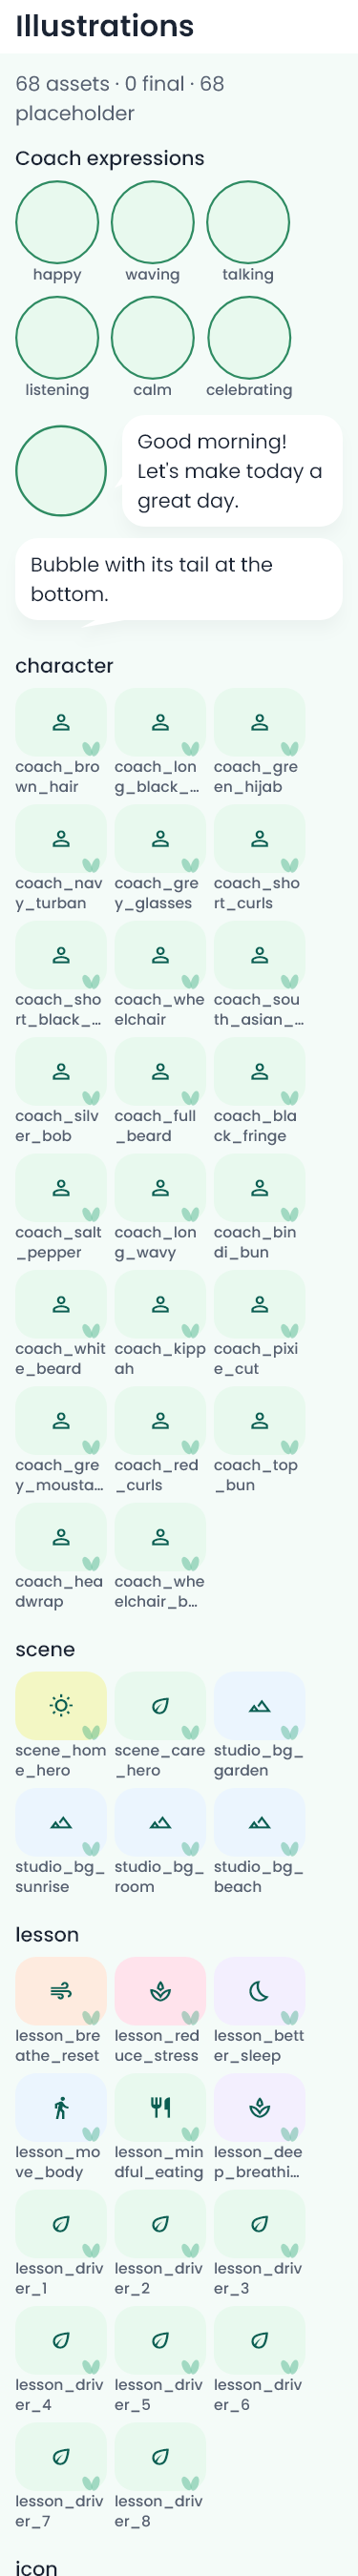 Illustrations
68 assets · 0 final · 68
placeholder
Coach expressions
happy
waving
talking
listening
calm
celebrating
Good morning!
Let's make today a
great day.
Bubble with its tail at the
bottom.
character
coach_bro
wn_hair
coach_lon
g_black_...
coach_gre
en_hijab
coach_nav
y_turban
coach_gre
y_glasses
coach_sho
rt_curls
coach_sho
rt_black_...
coach_whe
elchair
coach_sou
th_asian_...
coach_silv
er_bob
coach_full
_beard
coach_bla
ck_fringe
coach_salt
_pepper
coach_lon
g_wavy
coach_bin
di_bun
coach_whit
e_beard
coach_kipp
ah
coach_pixi
e_cut
coach_gre
y_mousta...
coach_red
_curls
coach_top
_bun
coach_hea
dwrap
coach_whe
elchair_b...
scene
scene_hom
e_hero
scene_care
_hero
studio_bg_
garden
studio_bg_
sunrise
studio_bg_
room
studio_bg_
beach
lesson
lesson_bre
athe_reset
lesson_red
uce_stress
lesson_bett
er_sleep
lesson_mo
ve_body
lesson_min
dful_eating
lesson_dee
p_breathi...
lesson_driv
er_1
lesson_driv
er_2
lesson_driv
er_3
lesson_driv
er_4
lesson_driv
er_5
lesson_driv
er_6
lesson_driv
er_7
lesson_driv
er_8
icon